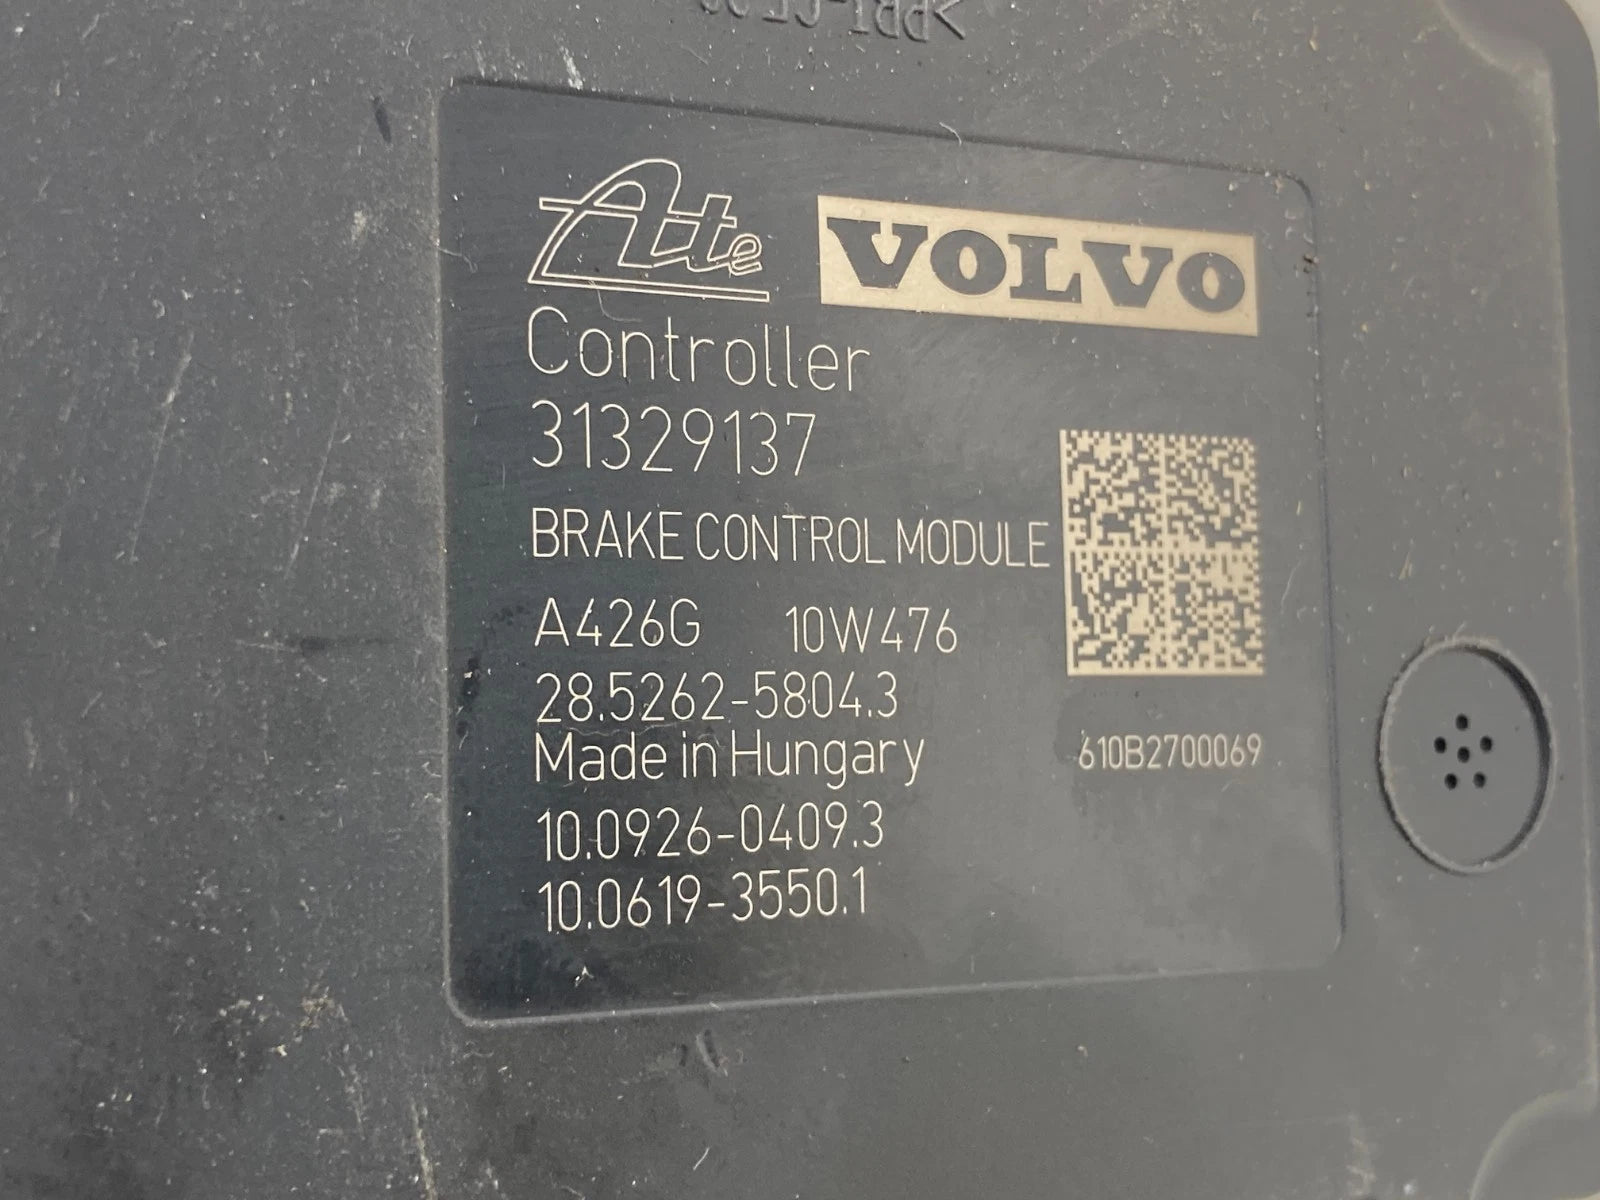 Ate VOLVO
Controller
31329137
BRAKE CONTROL MODULE
A426G 10W476
28.5262-5804.3
Made in Hungary
610B2700069
10.0926-0409.3
10.0619-3550.1